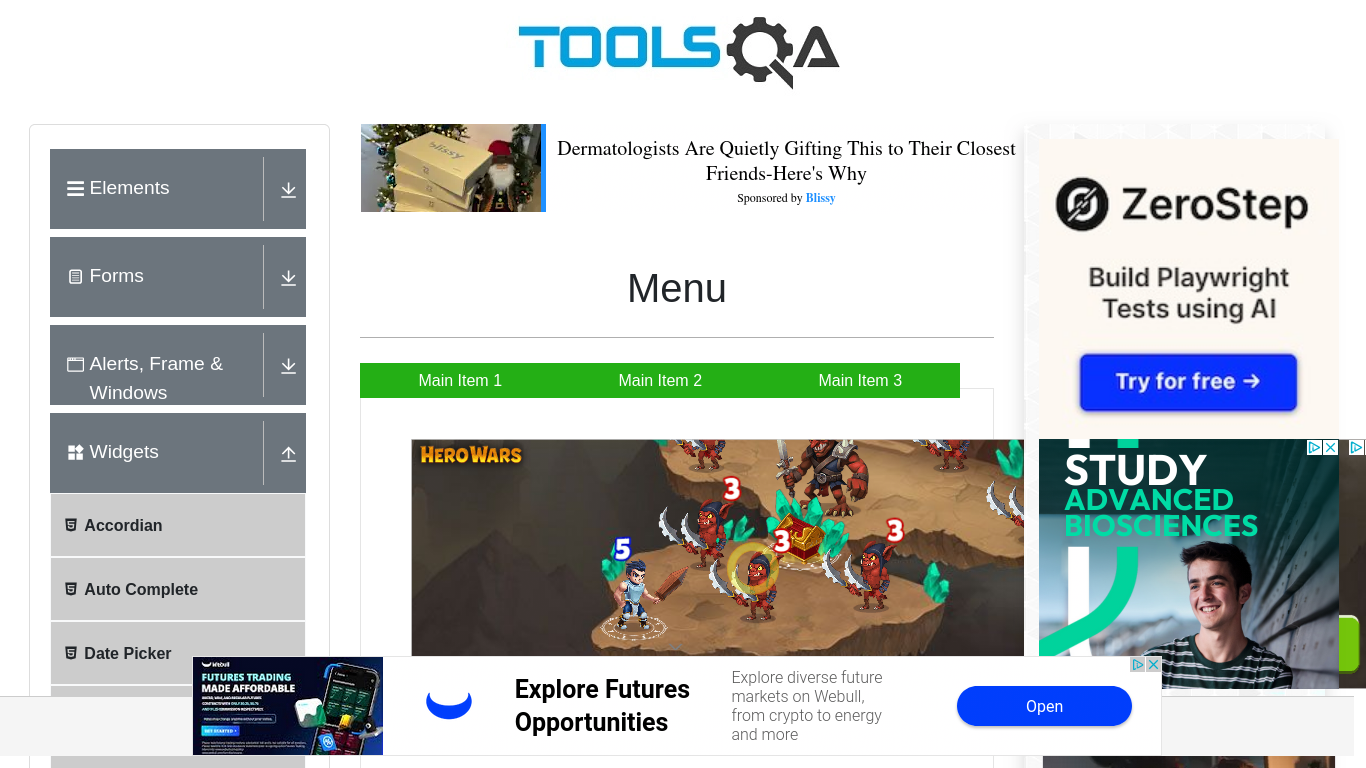 TOOLSQA
Elements
Forms
Alerts, Frame &
Windows
Widgets
Accordian
Auto Complete
Date Picker
blissy
Dermatologists Are Quietly Gifting This to Their Closest
Friends-Here's Why
Sponsored by Blissy
Menu
Main Item 1
Main Item 2
Main Item 3
HERO WARS
3
5
3
3
ZeroStep
Build Playwright
Tests using AI
Try for free →
STUDY
ADVANCED
BIOSCIENCES
Webull
FUTURES TRADING
MADE AFFORDABLE
GET STARTED
Explore Futures
Opportunities
Explore diverse future
markets on Webull,
from crypto to energy
and more
Open